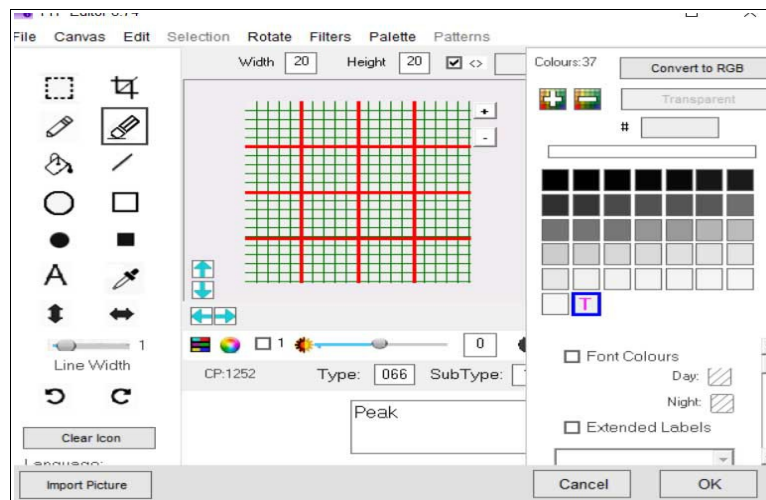 File Canvas Edit Selection Rotate Filters Palette Patterns
Width 20 Height 20 <>
Colours:37
Convert to RGB
Transparent
#
+
-
A
T
1
Line Width
1
0
CP:1252 Type: 066 SubType:
Peak
Font Colours
Day:
Night:
Extended Labels
Clear Icon
Import Picture
Cancel OK